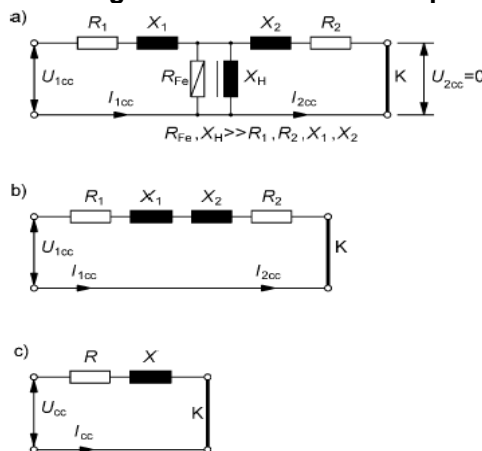 a)
R1 X1 X2 R2
U1cc RFe XH K U2cc=0
I1cc I2cc
RFe,XH>>R1,R2,X1,X2
b)
R1 X1 X2 R2
U1cc K
I1cc I2cc
c)
R X
Ucc K
Icc